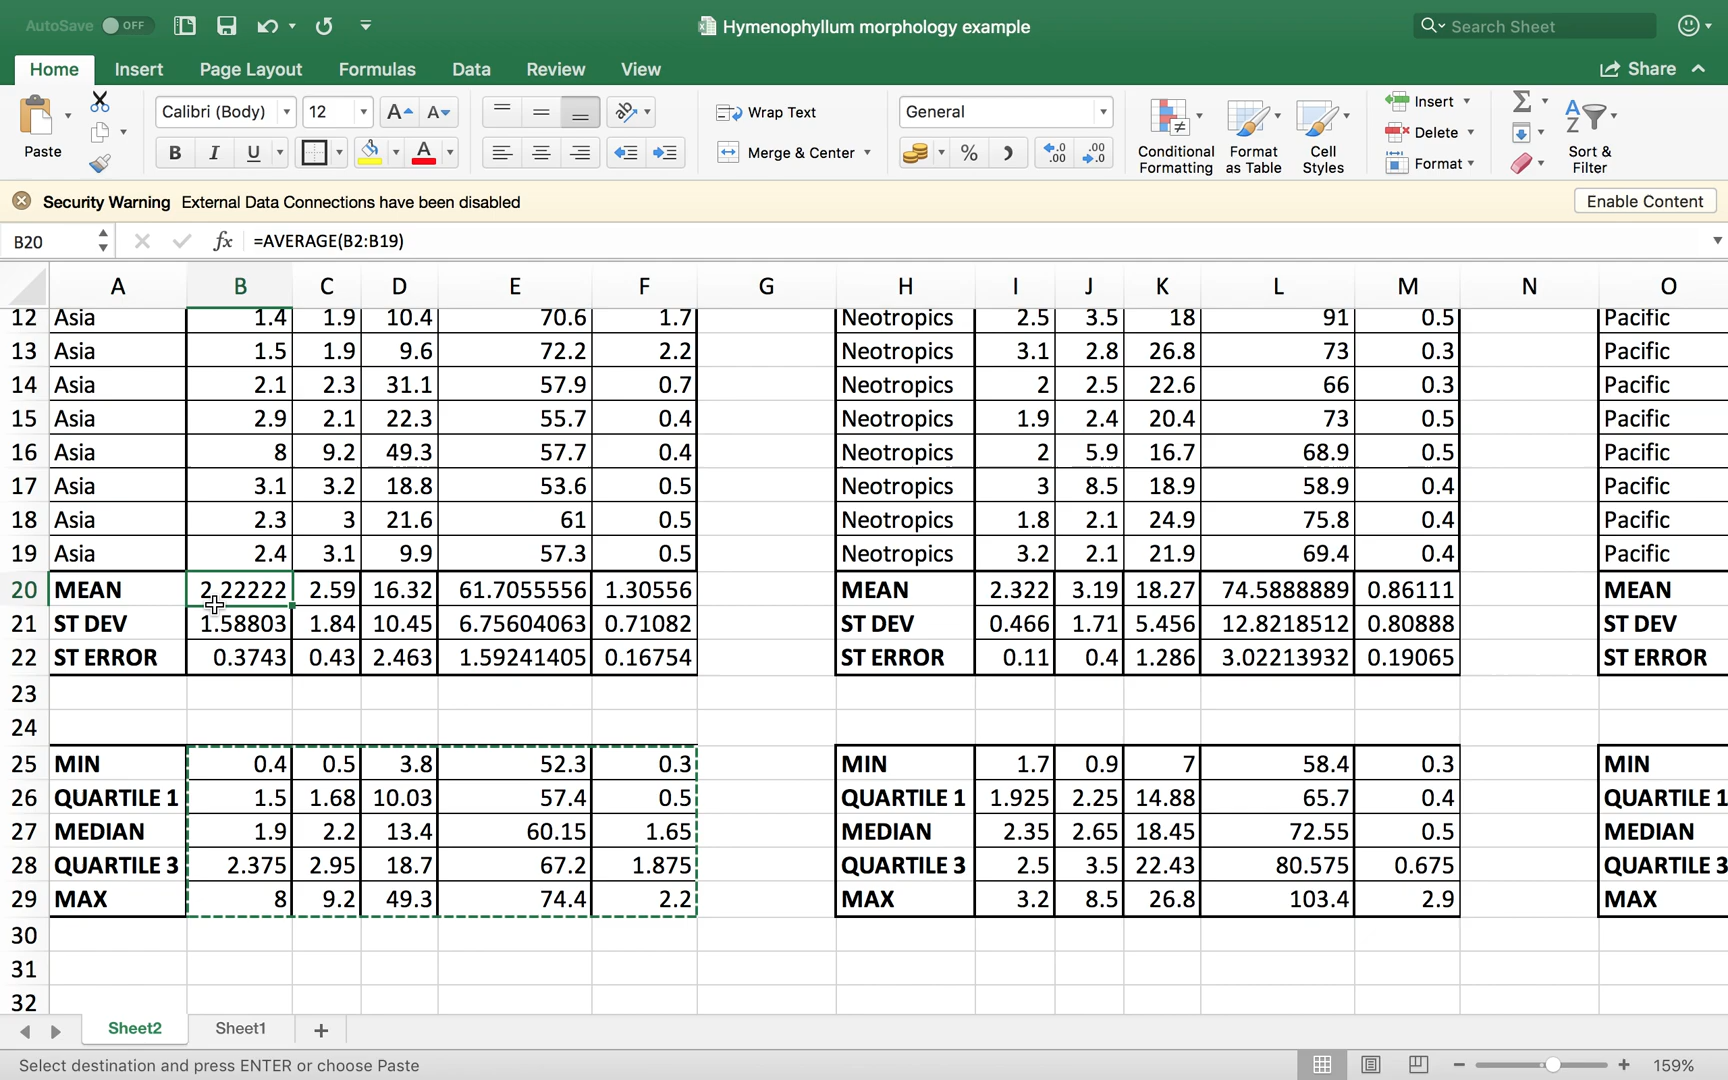 AutoSave OFF Hymenophyllum morphology example Search Sheet
Home Insert Page Layout Formulas Data Review View Share
Paste Calibri (Body) 12 A A ab Wrap Text General Insert
B I U A Merge & Center % .0 .00 .00 .0 Conditional Formatting Format as Table Cell Styles Delete Format Σ A Z Sort & Filter
Security Warning External Data Connections have been disabled Enable Content
B20 fx =AVERAGE(B2:B19)
A B C D E F G H I J K L M N O
12 Asia 1.4 1.9 10.4 70.6 1.7 Neotropics 2.5 3.5 18 91 0.5 Pacific
13 Asia 1.5 1.9 9.6 72.2 2.2 Neotropics 3.1 2.8 26.8 73 0.3 Pacific
14 Asia 2.1 2.3 31.1 57.9 0.7 Neotropics 2 2.5 22.6 66 0.3 Pacific
15 Asia 2.9 2.1 22.3 55.7 0.4 Neotropics 1.9 2.4 20.4 73 0.5 Pacific
16 Asia 8 9.2 49.3 57.7 0.4 Neotropics 2 5.9 16.7 68.9 0.5 Pacific
17 Asia 3.1 3.2 18.8 53.6 0.5 Neotropics 3 8.5 18.9 58.9 0.4 Pacific
18 Asia 2.3 3 21.6 61 0.5 Neotropics 1.8 2.1 24.9 75.8 0.4 Pacific
19 Asia 2.4 3.1 9.9 57.3 0.5 Neotropics 3.2 2.1 21.9 69.4 0.4 Pacific
20 MEAN 2.22222 2.59 16.32 61.7055556 1.30556 MEAN 2.322 3.19 18.27 74.5888889 0.86111 MEAN
21 ST DEV 1.58803 1.84 10.45 6.75604063 0.71082 ST DEV 0.466 1.71 5.456 12.8218512 0.80888 ST DEV
22 ST ERROR 0.3743 0.43 2.463 1.59241405 0.16754 ST ERROR 0.11 0.4 1.286 3.02213932 0.19065 ST ERROR
23
24
25 MIN 0.4 0.5 3.8 52.3 0.3 MIN 1.7 0.9 7 58.4 0.3 MIN
26 QUARTILE 1 1.5 1.68 10.03 57.4 0.5 QUARTILE 1 1.925 2.25 14.88 65.7 0.4 QUARTILE 1
27 MEDIAN 1.9 2.2 13.4 60.15 1.65 MEDIAN 2.35 2.65 18.45 72.55 0.5 MEDIAN
28 QUARTILE 3 2.375 2.95 18.7 67.2 1.875 QUARTILE 3 2.5 3.5 22.43 80.575 0.675 QUARTILE 3
29 MAX 8 9.2 49.3 74.4 2.2 MAX 3.2 8.5 26.8 103.4 2.9 MAX
30
31
32
Sheet2 Sheet1 +
Select destination and press ENTER or choose Paste 159%